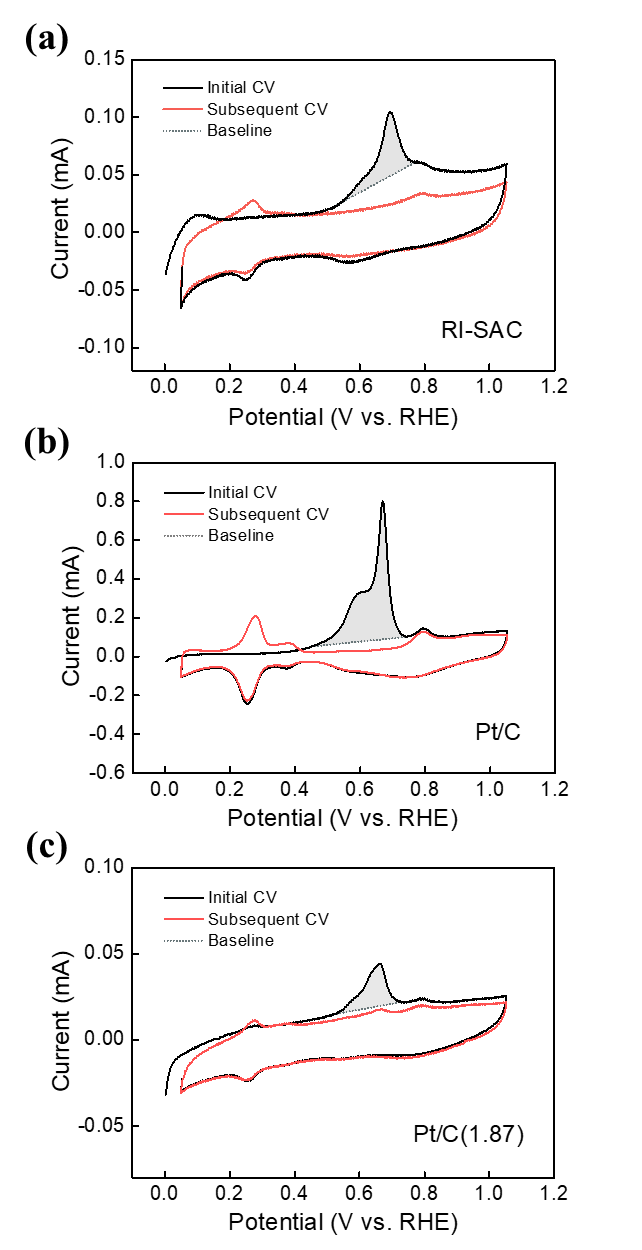 (a)
0.15
0.10
0.05
0.00
-0.05
-0.10
Current (mA)
Initial CV
Subsequent CV
Baseline
RI-SAC
0.0 0.2 0.4 0.6 0.8 1.0 1.2
Potential (V vs. RHE)
(b)
1.0
0.8
0.6
0.4
0.2
0.0
-0.2
-0.4
-0.6
Current (mA)
Initial CV
Subsequent CV
Baseline
Pt/C
0.0 0.2 0.4 0.6 0.8 1.0 1.2
Potential (V vs. RHE)
(c)
0.10
0.05
0.00
-0.05
Current (mA)
Initial CV
Subsequent CV
Baseline
Pt/C(1.87)
0.0 0.2 0.4 0.6 0.8 1.0 1.2
Potential (V vs. RHE)